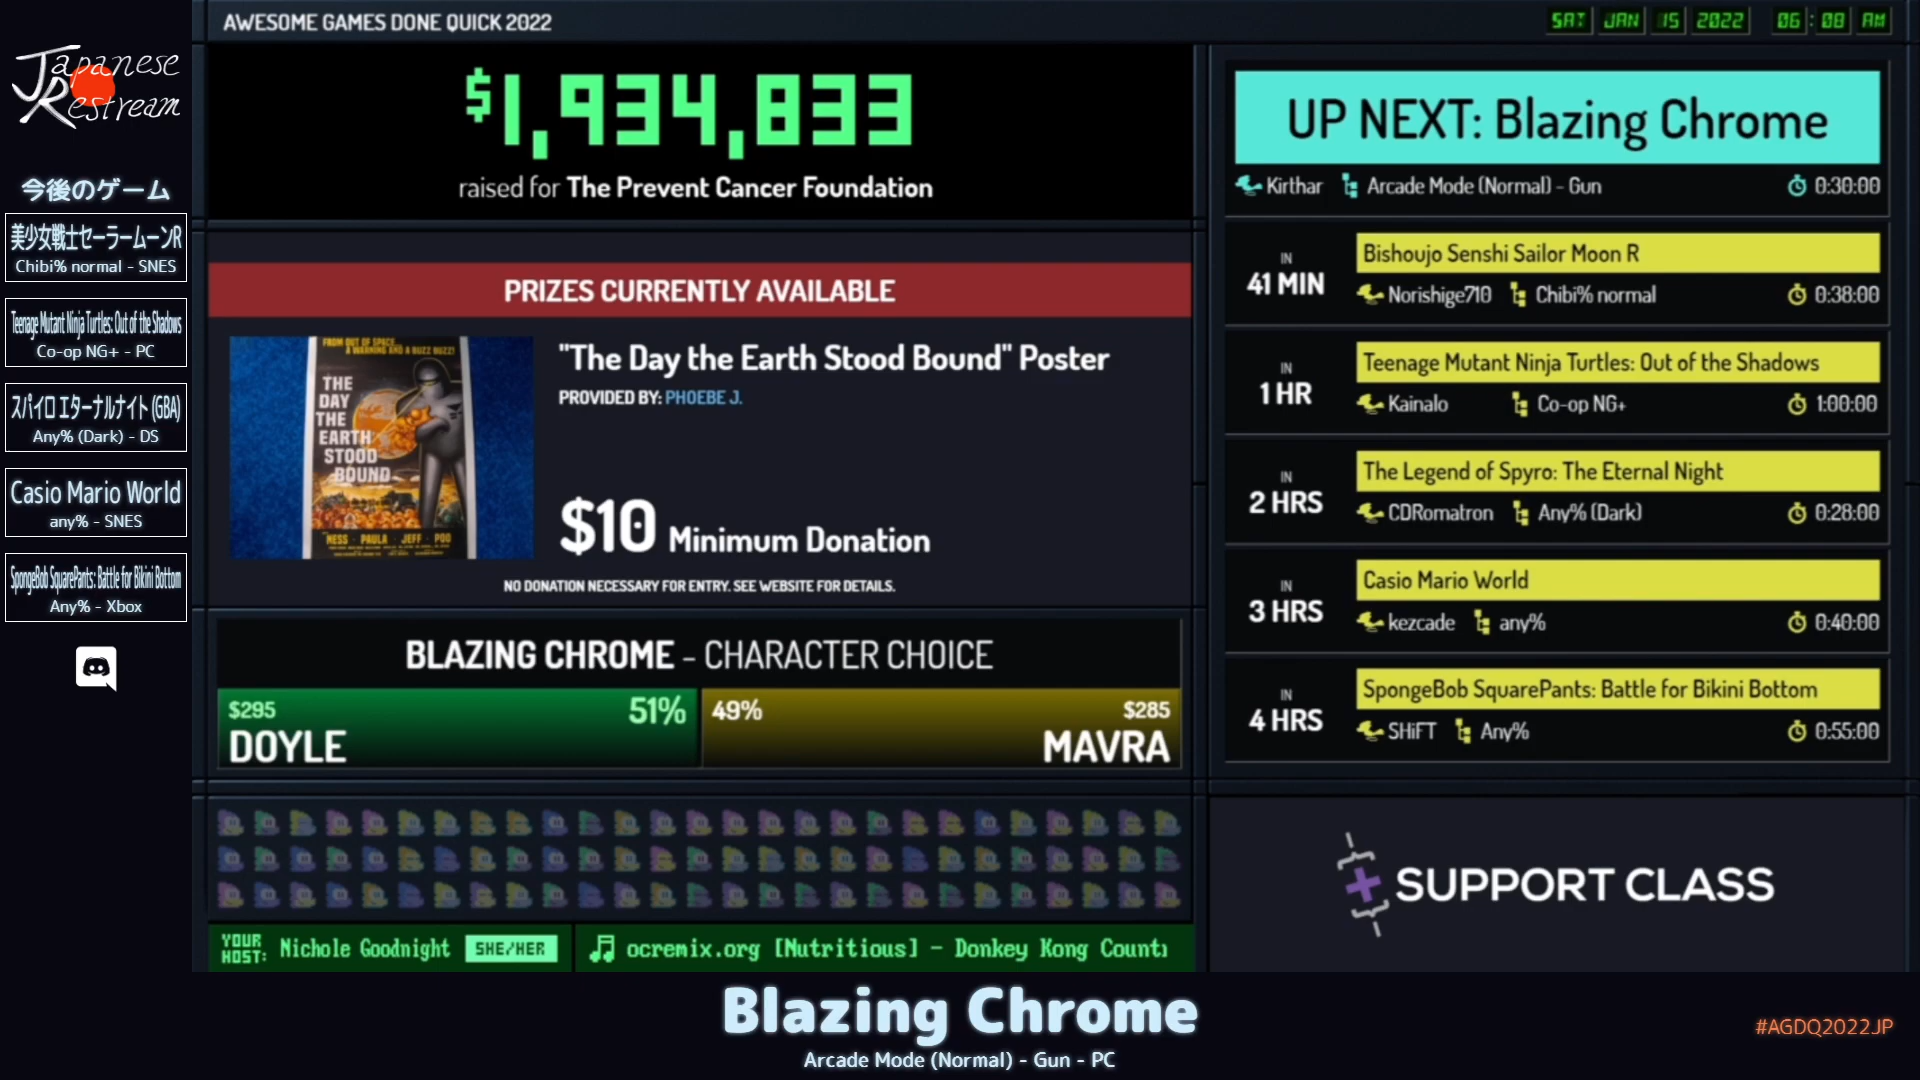 Japanese
Restream
今後のゲーム
美少女戦士セーラームーンR
Chibi% normal - SNES
Teenage Mutant Ninja Turtles: Out of the Shadows
Co-op NG+ - PC
スパイロ エターナルナイト (GBA)
Any% (Dark) - DS
Casio Mario World
any% - SNES
SpongeBob SquarePants: Battle for Bikini Bottom
Any% - Xbox
AWESOME GAMES DONE QUICK 2022
SAT JAN 15 2022 06:08 AM
$1,934,833
raised for The Prevent Cancer Foundation
PRIZES CURRENTLY AVAILABLE
FROM OUT OF SPACE...
A WARNING AND A BUZZ BUZZ!
THE
DAY
THE
EARTH
STOOD
BOUND
NESS · PAULA · JEFF · POO
"The Day the Earth Stood Bound" Poster
PROVIDED BY: PHOEBE J.
$10 Minimum Donation
NO DONATION NECESSARY FOR ENTRY. SEE WEBSITE FOR DETAILS.
BLAZING CHROME - CHARACTER CHOICE
$295 51% 49% $285
DOYLE MAVRA
YOUR HOST: Nichole Goodnight SHE/HER
ocremix.org [Nutritious] - Donkey Kong Count
UP NEXT: Blazing Chrome
Kirthar Arcade Mode (Normal) - Gun 0:30:00
IN 41 MIN
Bishoujo Senshi Sailor Moon R
Norishige710 Chibi% normal 0:38:00
IN 1 HR
Teenage Mutant Ninja Turtles: Out of the Shadows
Kainalo Co-op NG+ 1:00:00
IN 2 HRS
The Legend of Spyro: The Eternal Night
CDRomatron Any% (Dark) 0:28:00
IN 3 HRS
Casio Mario World
kezcade any% 0:40:00
IN 4 HRS
SpongeBob SquarePants: Battle for Bikini Bottom
SHiFT Any% 0:55:00
SUPPORT CLASS
Blazing Chrome
Arcade Mode (Normal) - Gun - PC
#AGDQ2022JP